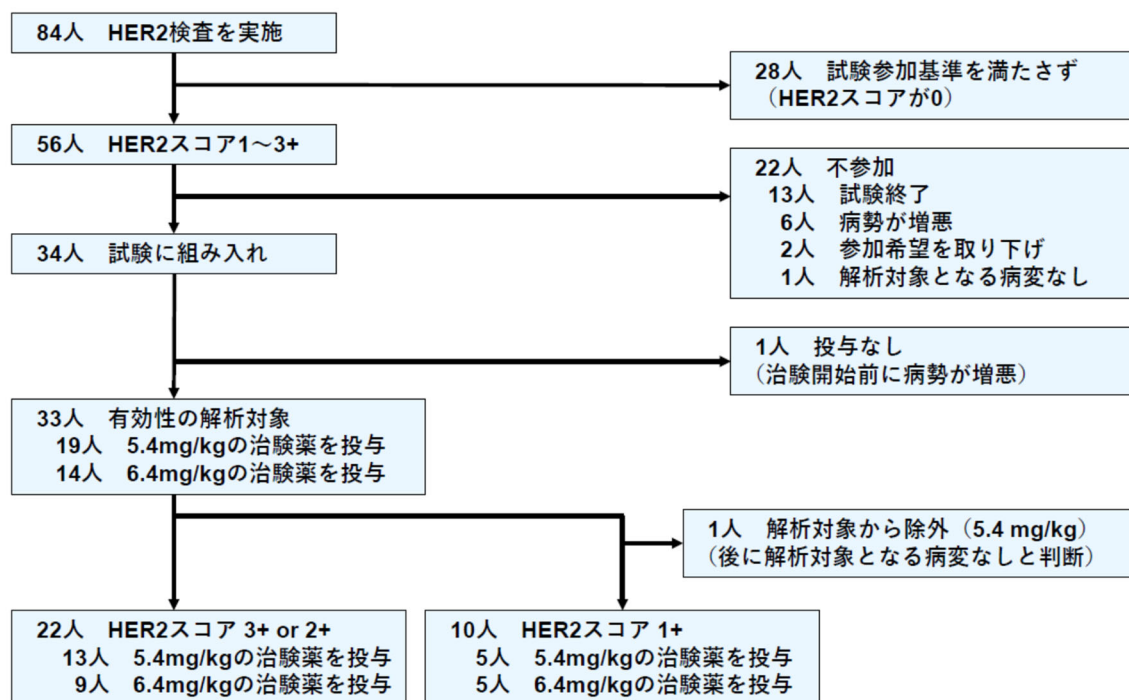 84人　HER2検査を実施
28人　試験参加基準を満たさず
（HER2スコアが0）
56人　HER2スコア1～3+
22人　不参加
13人　試験終了
6人　病勢が増悪
2人　参加希望を取り下げ
1人　解析対象となる病変なし
34人　試験に組み入れ
1人　投与なし
（治験開始前に病勢が増悪）
33人　有効性の解析対象
19人　5.4mg/kgの治験薬を投与
14人　6.4mg/kgの治験薬を投与
1人　解析対象から除外（5.4 mg/kg）
（後に解析対象となる病変なしと判断）
22人　HER2スコア 3+ or 2+
13人　5.4mg/kgの治験薬を投与
9人　6.4mg/kgの治験薬を投与
10人　HER2スコア 1+
5人　5.4mg/kgの治験薬を投与
5人　6.4mg/kgの治験薬を投与